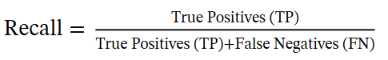 Recall = True Positives (TP)
True Positives (TP)+False Negatives (FN)